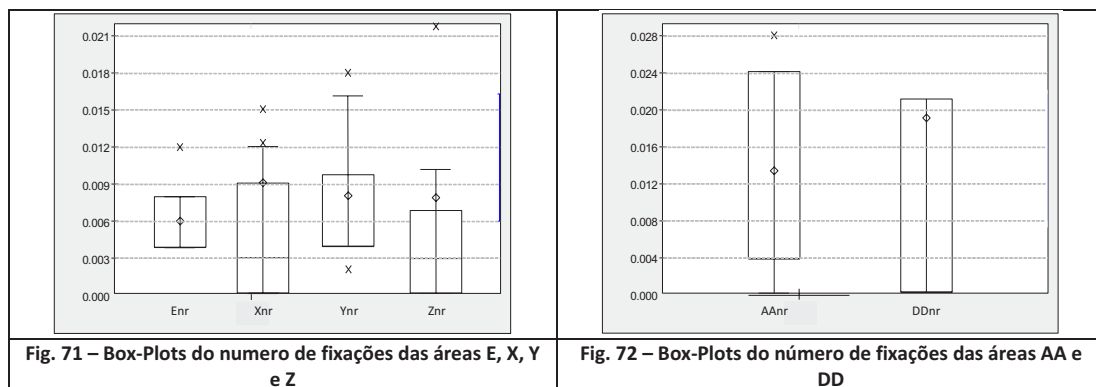 0.021
0.018
0.015
0.012
0.009
0.006
0.003
0.000
Enr Xnr Ynr Znr
0.028
0.024
0.020
0.016
0.012
0.008
0.004
0.000
AAnr DDnr
Fig. 71 – Box-Plots do numero de fixações das áreas E, X, Y
e Z
Fig. 72 – Box-Plots do número de fixações das áreas AA e
DD